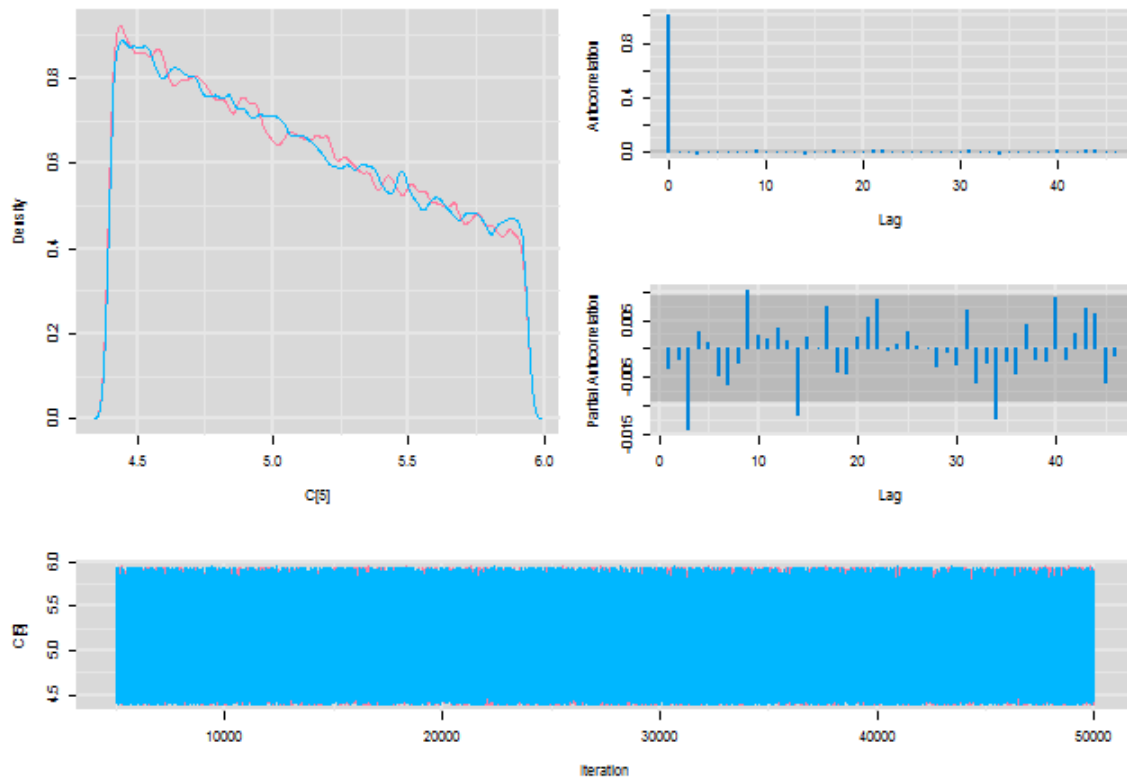 Density
0.0 0.2 0.4 0.6 0.8
4.5 5.0 5.5 6.0
C[5]
Autocorrelation
0.0 0.4 0.8
0 10 20 30 40
Lag
Partial Autocorrelation
-0.015 -0.005 0.005
0 10 20 30 40
Lag
C[5]
4.5 5.0 5.5 6.0
10000 20000 30000 40000 50000
Iteration